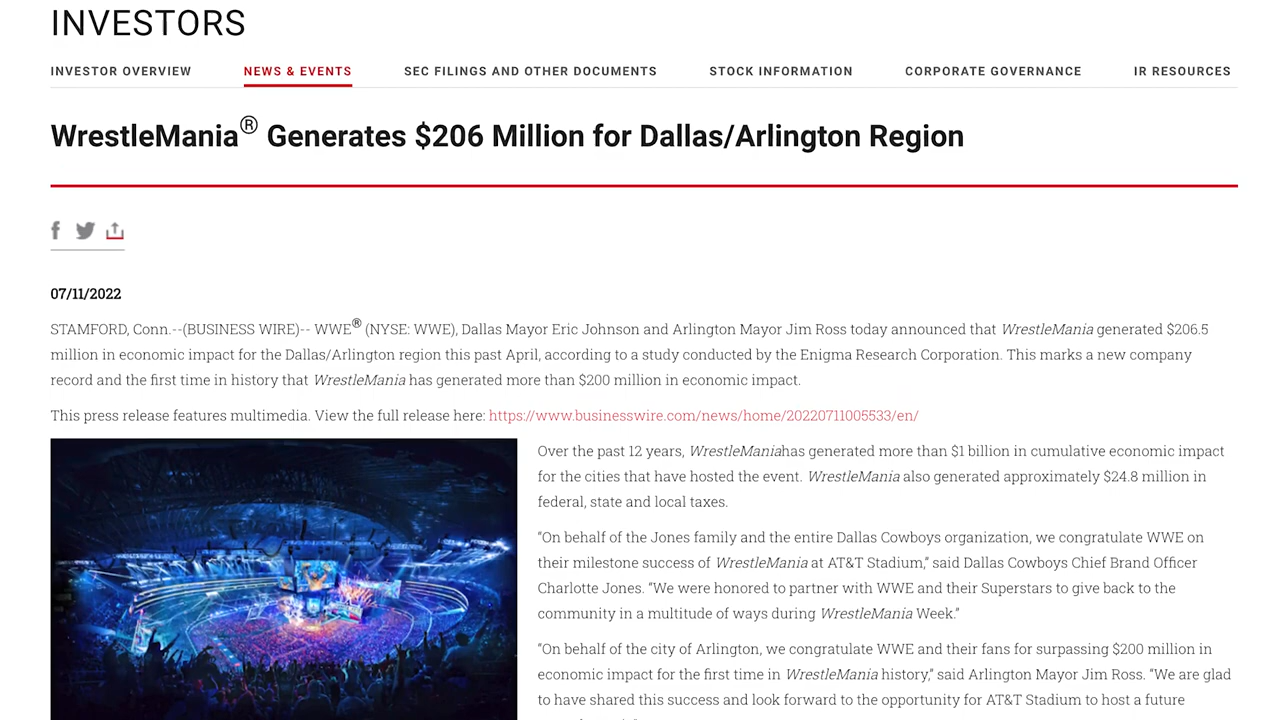 INVESTORS
INVESTOR OVERVIEW NEWS & EVENTS SEC FILINGS AND OTHER DOCUMENTS STOCK INFORMATION CORPORATE GOVERNANCE IR RESOURCES
WrestleMania® Generates $206 Million for Dallas/Arlington Region
07/11/2022
STAMFORD, Conn.--(BUSINESS WIRE)-- WWE® (NYSE: WWE), Dallas Mayor Eric Johnson and Arlington Mayor Jim Ross today announced that WrestleMania generated $206.5
million in economic impact for the Dallas/Arlington region this past April, according to a study conducted by the Enigma Research Corporation. This marks a new company
record and the first time in history that WrestleMania has generated more than $200 million in economic impact.
This press release features multimedia. View the full release here: https://www.businesswire.com/news/home/20220711005533/en/
Over the past 12 years, WrestleManiahas generated more than $1 billion in cumulative economic impact
for the cities that have hosted the event. WrestleMania also generated approximately $24.8 million in
federal, state and local taxes.
"On behalf of the Jones family and the entire Dallas Cowboys organization, we congratulate WWE on
their milestone success of WrestleMania at AT&T Stadium," said Dallas Cowboys Chief Brand Officer
Charlotte Jones. "We were honored to partner with WWE and their Superstars to give back to the
community in a multitude of ways during WrestleMania Week."
"On behalf of the city of Arlington, we congratulate WWE and their fans for surpassing $200 million in
economic impact for the first time in WrestleMania history," said Arlington Mayor Jim Ross. "We are glad
to have shared this success and look forward to the opportunity for AT&T Stadium to host a future